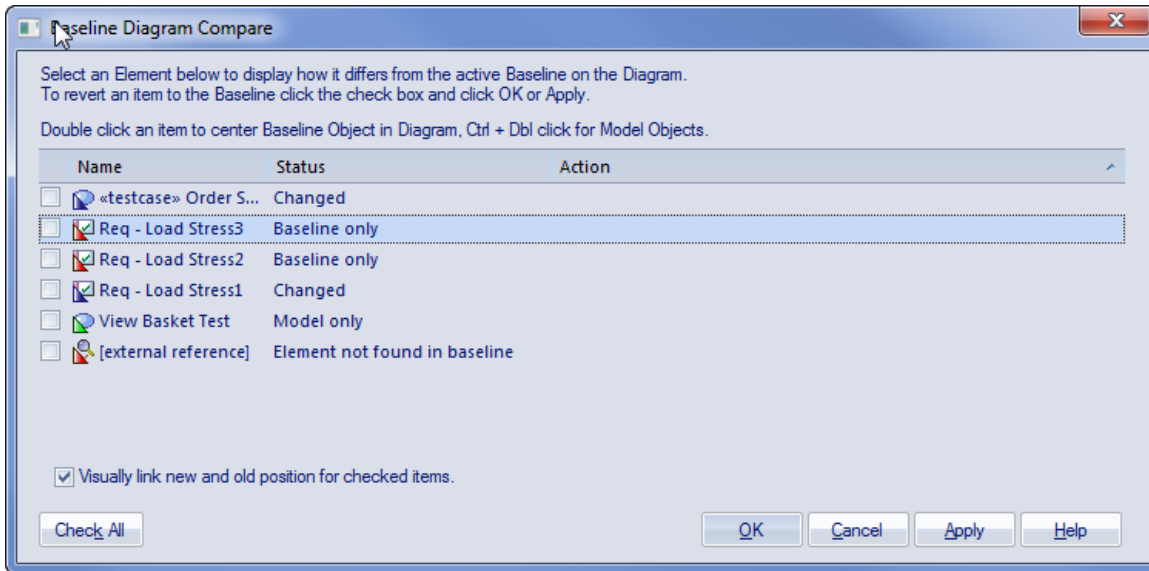 Baseline Diagram Compare
Select an Element below to display how it differs from the active Baseline on the Diagram.
To revert an item to the Baseline click the check box and click OK or Apply.
Double click an item to center Baseline Object in Diagram, Ctrl + Dbl click for Model Objects.
Name Status Action
«testcase» Order S... Changed
Req - Load Stress3 Baseline only
Req - Load Stress2 Baseline only
Req - Load Stress1 Changed
View Basket Test Model only
[external reference] Element not found in baseline
Visually link new and old position for checked items.
Check All OK Cancel Apply Help